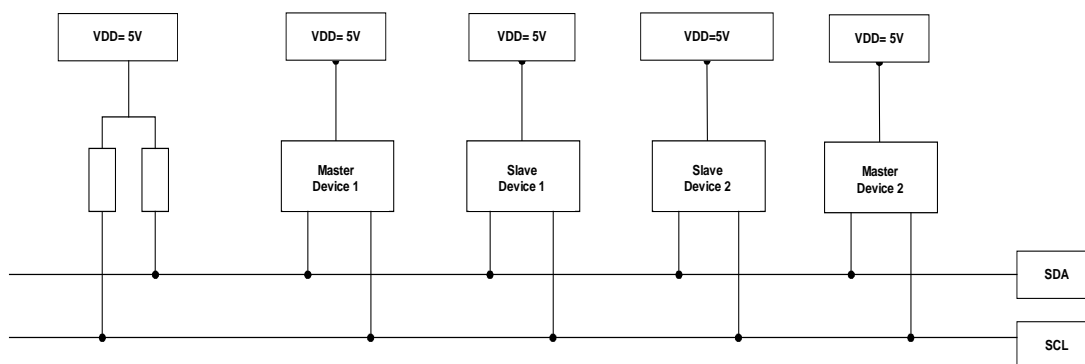 VDD= 5V
VDD= 5V
VDD= 5V
VDD=5V
VDD= 5V
Master
Device 1
Slave
Device 1
Slave
Device 2
Master
Device 2
SDA
SCL